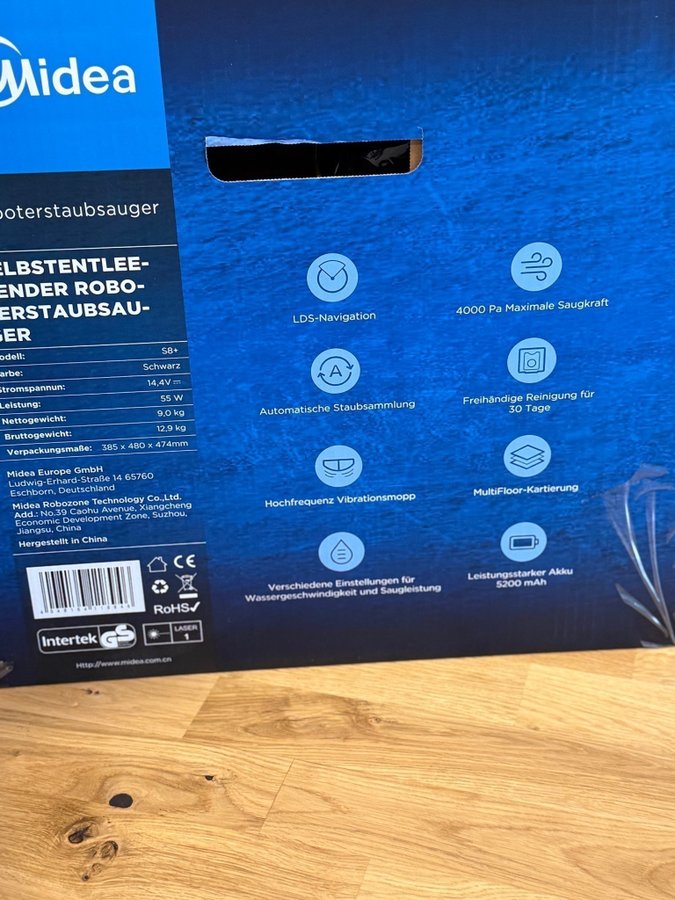 Midea
oterstaubsauger
ELBSTENTLEE-
ENDER ROBO-
ERSTAUBSAU-
GER
odell: S8+
arbe: Schwarz
Stromspannun: 14,4V
Leistung: 55 W
Nettogewicht: 9,0 kg
Bruttogewicht: 12,9 kg
Verpackungsmaße: 385 x 480 x 474mm
Midea Europe GmbH
Ludwig-Erhard-Straße 14 65760
Eschborn, Deutschland
Midea Robozone Technology Co.,Ltd.
Add.: No.39 Caohu Avenue, Xiangcheng
Economic Development Zone, Suzhou,
Jiangsu, China
Hergestellt in China
CE
RoHS
Intertek GS
LASER
1
Http://www.midea.com.cn
LDS-Navigation
4000 Pa Maximale Saugkraft
A
Automatische Staubsammlung
Freihändige Reinigung für
30 Tage
Hochfrequenz Vibrationsmopp
MultiFloor-Kartierung
Verschiedene Einstellungen für
Wassergeschwindigkeit und Saugleistung
Leistungsstarker Akku
5200 mAh